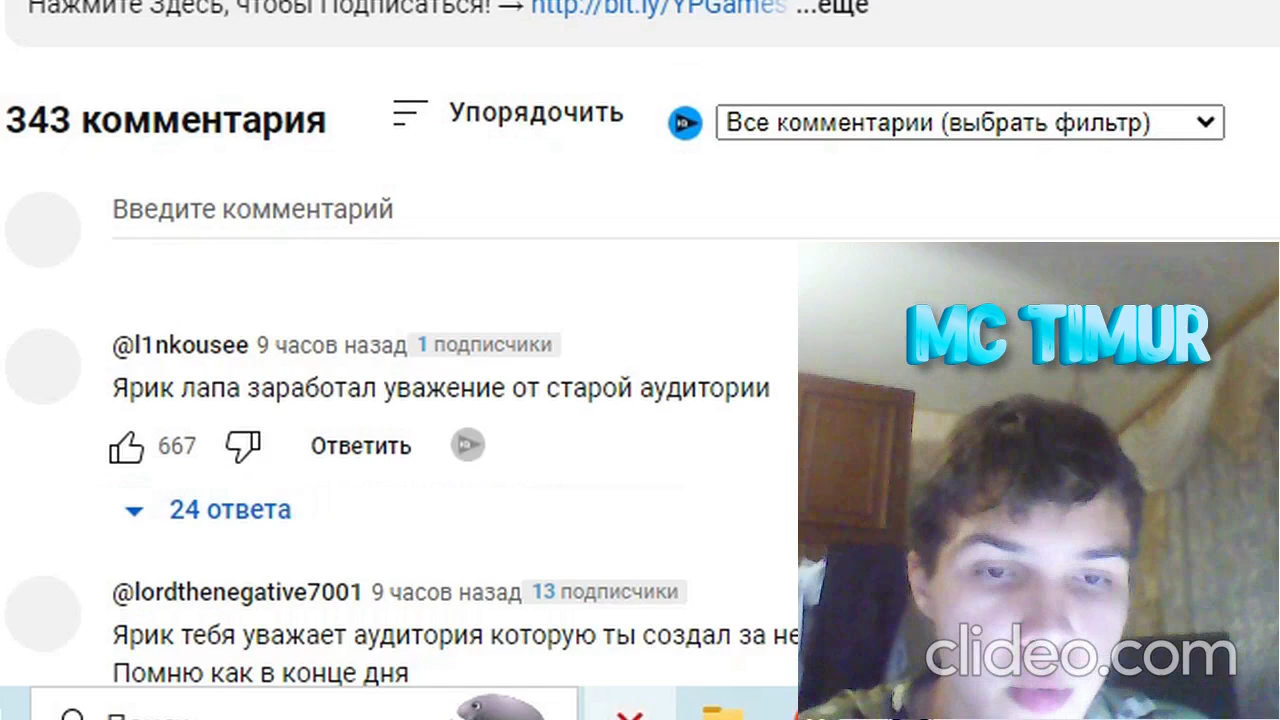 Нажмите Здесь, чтобы Подписаться! → http://bit.ly/YPGames ...ещё
343 комментария
Упорядочить
Все комментарии (выбрать фильтр)
Введите комментарий
@l1nkousee 9 часов назад 1 подписчики
Ярик лапа заработал уважение от старой аудитории
667
Ответить
24 ответа
@lordthenegative7001 9 часов назад 13 подписчики
Ярик тебя уважает аудитория которую ты создал за не
Помню как в конце дня
MC TIMUR
clideo.com